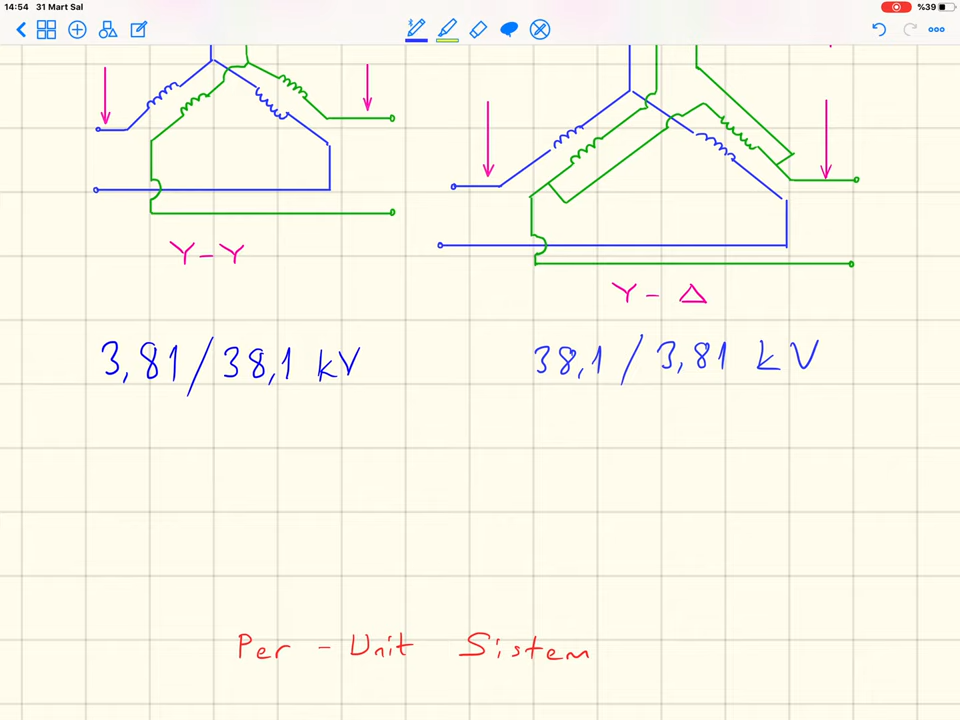 14:54 31 Mart Sal %39
Y - Y
Y - Δ
3,81 / 38,1 kV
38,1 / 3,81 kV
Per - Unit Sistem